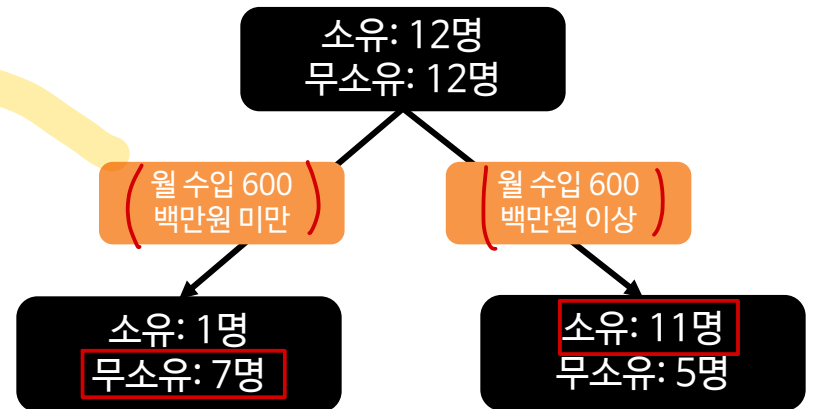 소유: 12명
무소유: 12명
월 수입 600
백만원 미만
월 수입 600
백만원 이상
소유: 1명
무소유: 7명
소유: 11명
무소유: 5명